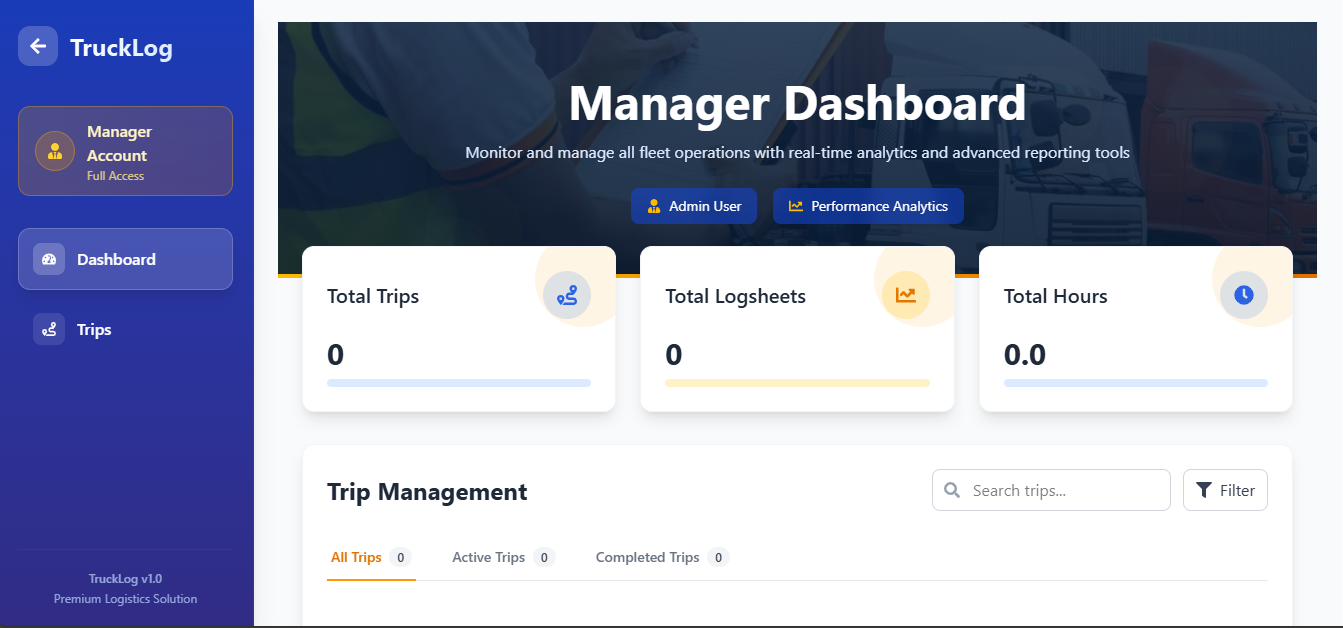 TruckLog
Manager
Account
Full Access
Dashboard
Trips
TruckLog v1.0
Premium Logistics Solution
Manager Dashboard
Monitor and manage all fleet operations with real-time analytics and advanced reporting tools
Admin User
Performance Analytics
Total Trips
0
Total Logsheets
0
Total Hours
0.0
Trip Management
Search trips...
Filter
All Trips 0
Active Trips 0
Completed Trips 0